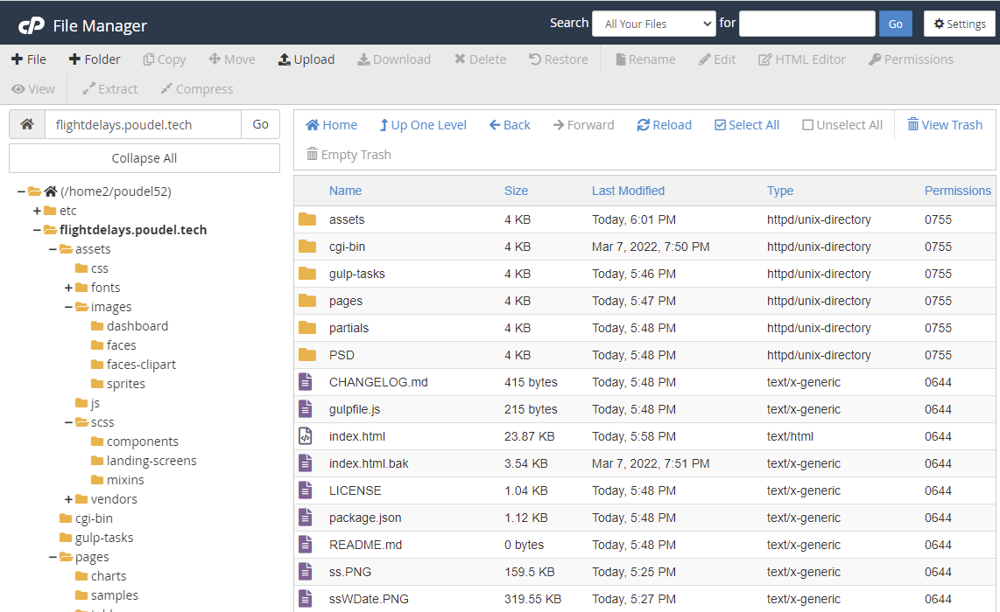 cP File Manager Search All Your Files for Go Settings
File Folder Copy Move Upload Download Delete Restore Rename Edit HTML Editor Permissions
View Extract Compress
flightdelays.poudel.tech Go
Collapse All
(/home2/poudel52)
etc
flightdelays.poudel.tech
assets
css
fonts
images
dashboard
faces
faces-clipart
sprites
js
scss
components
landing-screens
mixins
vendors
cgi-bin
gulp-tasks
pages
charts
samples
Home Up One Level Back Forward Reload Select All Unselect All View Trash
Empty Trash
Name Size Last Modified Type Permissions
assets 4 KB Today, 6:01 PM httpd/unix-directory 0755
cgi-bin 4 KB Mar 7, 2022, 7:50 PM httpd/unix-directory 0755
gulp-tasks 4 KB Today, 5:46 PM httpd/unix-directory 0755
pages 4 KB Today, 5:47 PM httpd/unix-directory 0755
partials 4 KB Today, 5:48 PM httpd/unix-directory 0755
PSD 4 KB Today, 5:48 PM httpd/unix-directory 0755
CHANGELOG.md 415 bytes Today, 5:48 PM text/x-generic 0644
gulpfile.js 215 bytes Today, 5:48 PM text/x-generic 0644
index.html 23.87 KB Today, 5:58 PM text/html 0644
index.html.bak 3.54 KB Mar 7, 2022, 7:51 PM text/x-generic 0644
LICENSE 1.04 KB Today, 5:48 PM text/x-generic 0644
package.json 1.12 KB Today, 5:48 PM text/x-generic 0644
README.md 0 bytes Today, 5:48 PM text/x-generic 0644
ss.PNG 159.5 KB Today, 5:25 PM text/x-generic 0644
ssWDate.PNG 319.55 KB Today, 5:27 PM text/x-generic 0644